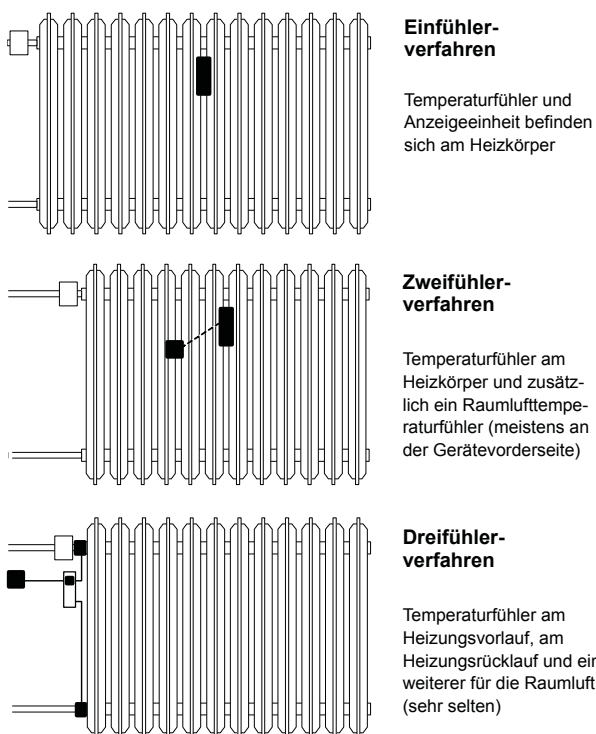 Einfühler-
verfahren
Temperaturfühler und
Anzeigeeinheit befinden
sich am Heizkörper
Zweifühler-
verfahren
Temperaturfühler am
Heizkörper und zusätz-
lich ein Raumlufttempe-
raturfühler (meistens an
der Gerätevorderseite)
Dreifühler-
verfahren
Temperaturfühler am
Heizungsvorlauf, am
Heizungsrücklauf und ein
weiterer für die Raumluft
(sehr selten)